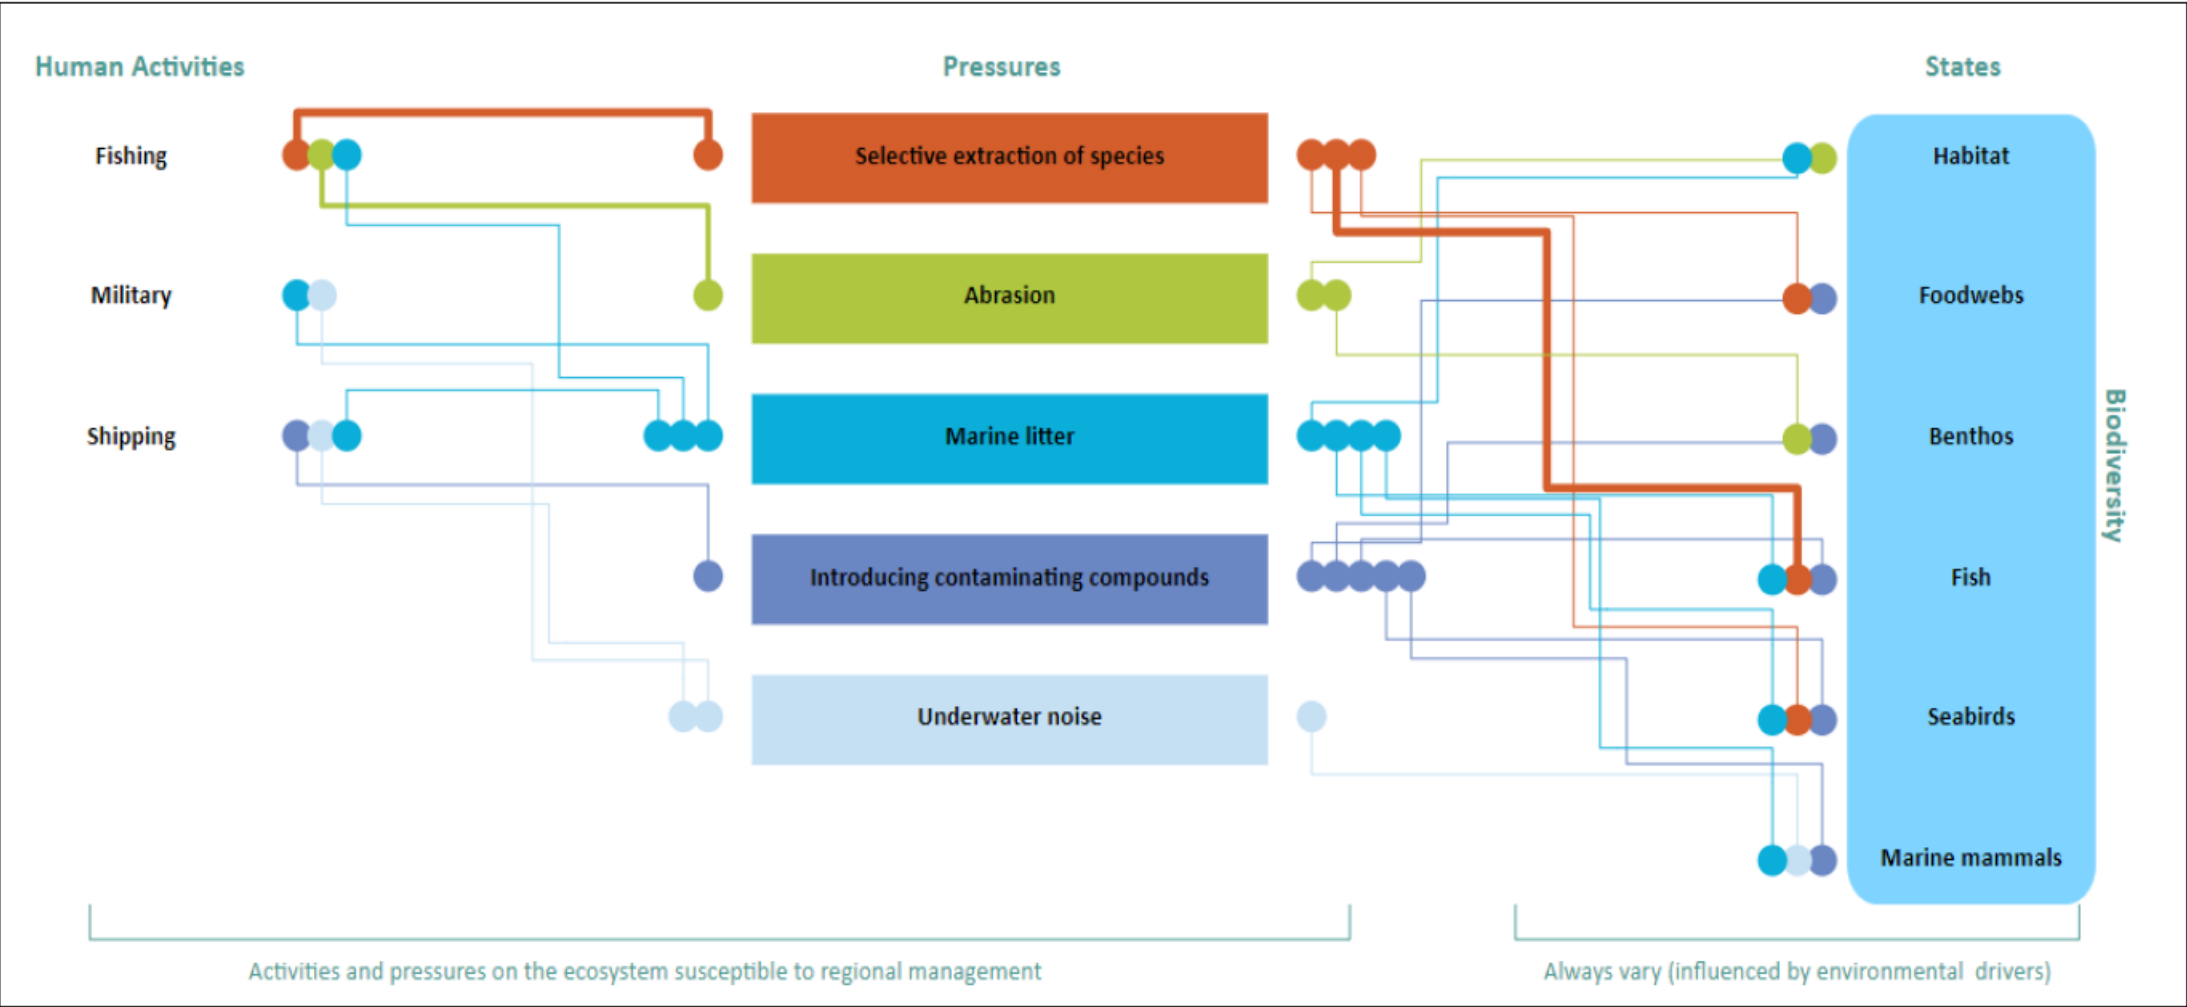 Human Activities
Pressures
States
Fishing
Selective extraction of species
Habitat
Military
Abrasion
Foodwebs
Shipping
Marine litter
Benthos
Biodiversity
Introducing contaminating compounds
Fish
Underwater noise
Seabirds
Marine mammals
Activities and pressures on the ecosystem susceptible to regional management
Always vary (influenced by environmental drivers)